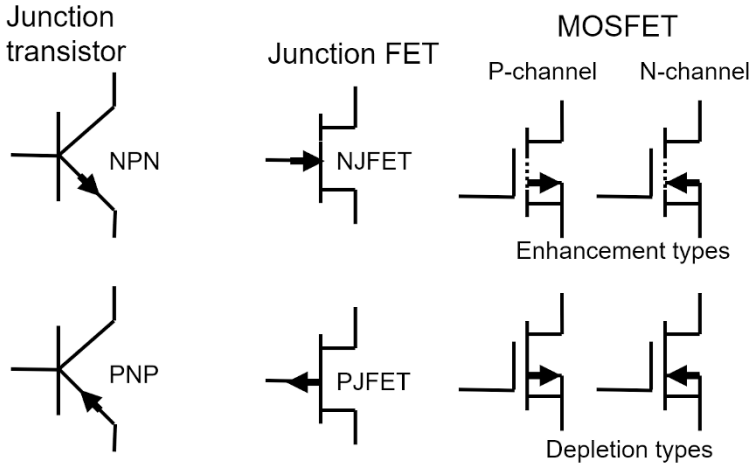 Junction
transistor
Junction FET
MOSFET
P-channel
N-channel
NPN
NJFET
Enhancement types
PNP
PJFET
Depletion types